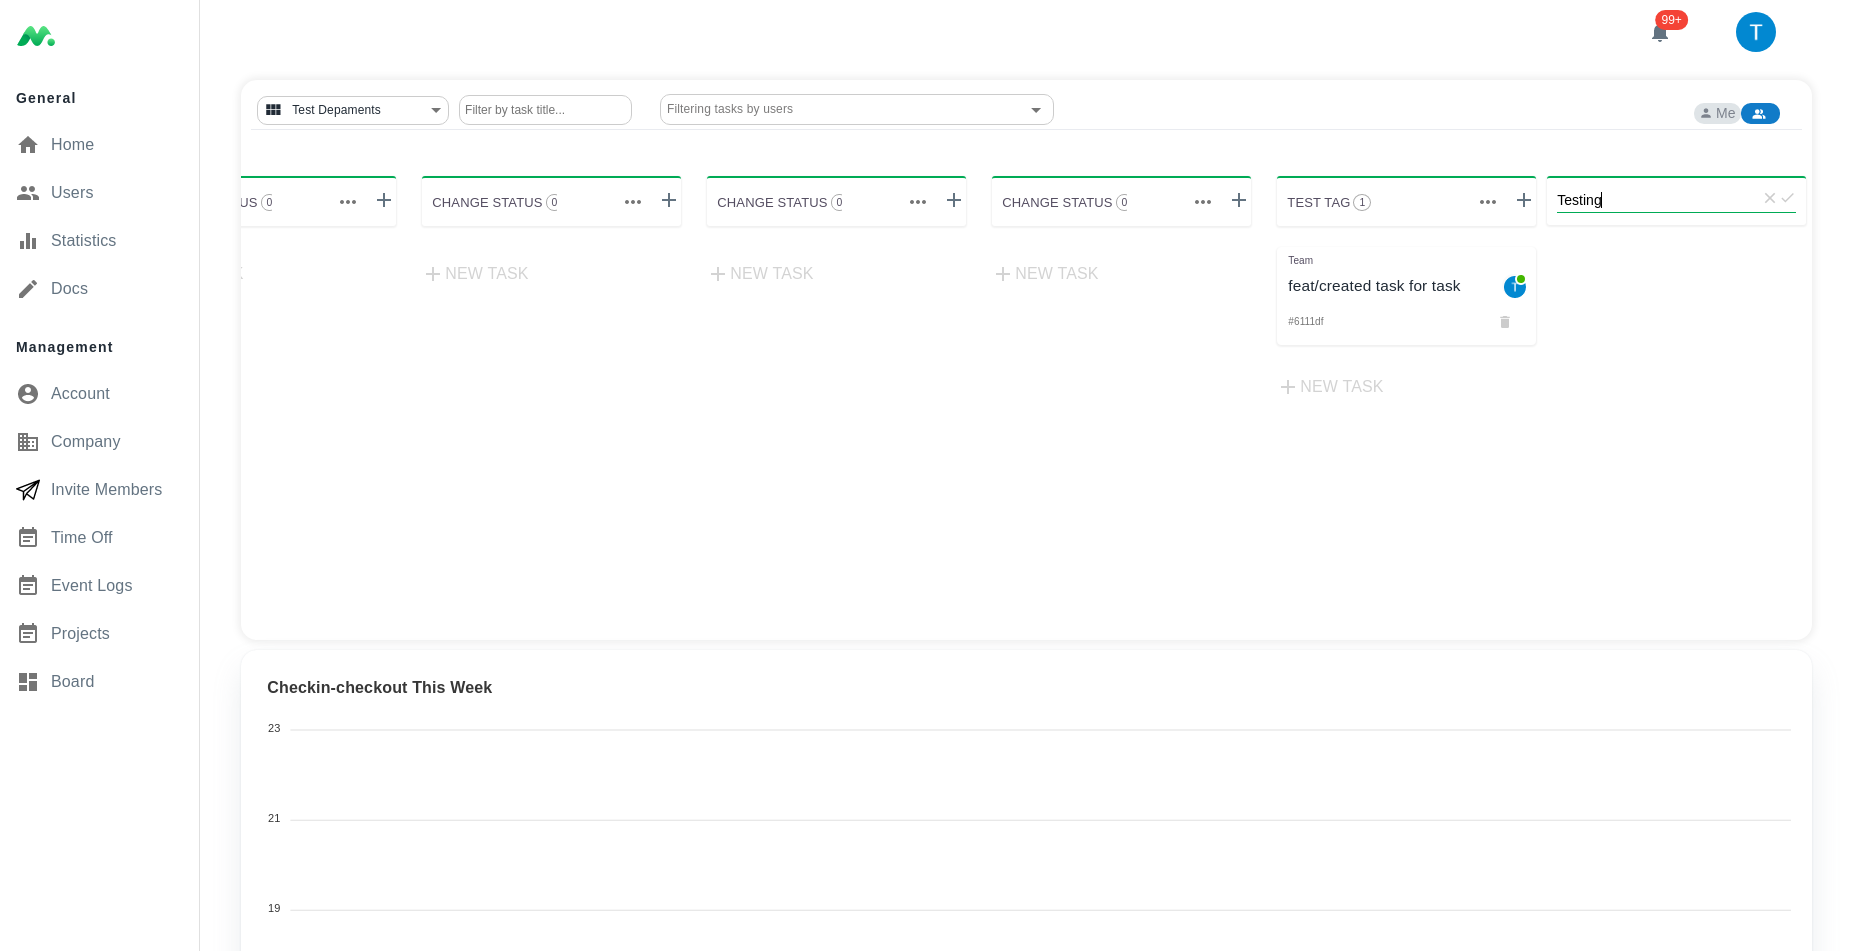 99+
T
General
Home
Users
Statistics
Docs
Management
Account
Company
Invite Members
Time Off
Event Logs
Projects
Board
Test Depaments
Filter by task title...
Filtering tasks by users
Me
US 0
CHANGE STATUS 0
CHANGE STATUS 0
CHANGE STATUS 0
TEST TAG 1
Testing
NEW TASK
NEW TASK
NEW TASK
Team
feat/created task for task
T
#6111df
NEW TASK
Checkin-checkout This Week
23
21
19